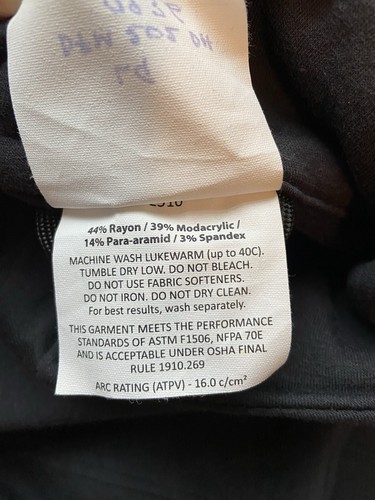 44% Rayon / 39% Modacrylic /
14% Para-aramid / 3% Spandex
MACHINE WASH LUKEWARM (up to 40C).
TUMBLE DRY LOW. DO NOT BLEACH.
DO NOT USE FABRIC SOFTENERS.
DO NOT IRON. DO NOT DRY CLEAN.
For best results, wash separately.
THIS GARMENT MEETS THE PERFORMANCE
STANDARDS OF ASTM F1506, NFPA 70E
AND IS ACCEPTABLE UNDER OSHA FINAL
RULE 1910.269
ARC RATING (ATPV) - 16.0 c/cm²